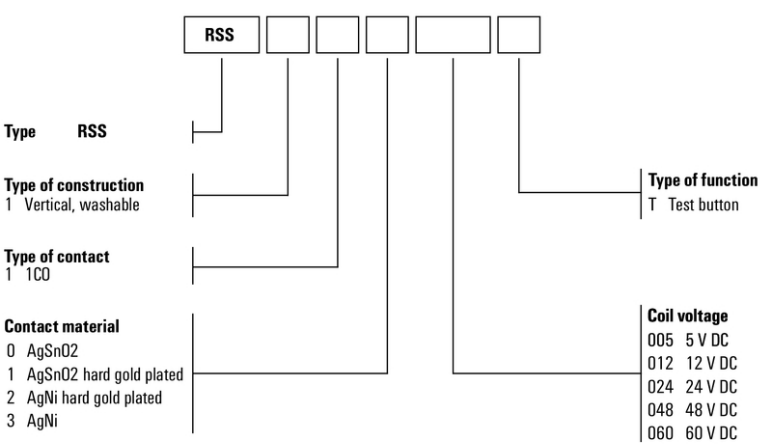 RSS
Type RSS
Type of construction
1 Vertical, washable
Type of contact
1 1CO
Contact material
0 AgSnO2
1 AgSnO2 hard gold plated
2 AgNi hard gold plated
3 AgNi
Type of function
T Test button
Coil voltage
005 5 V DC
012 12 V DC
024 24 V DC
048 48 V DC
060 60 V DC